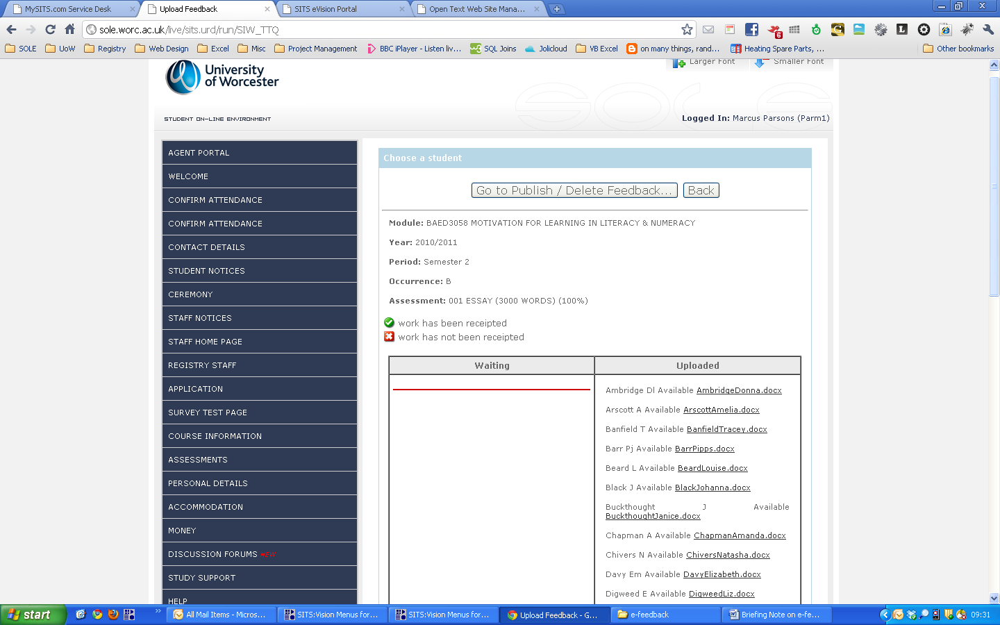 MySITS.com Service Desk
Upload Feedback
SITS eVision Portal
Open Text Web Site Mana...
sole.worc.ac.uk/live/sits.urd/run/SIW_TTQ
6
SOLE
UoW
Registry
Web Design
Excel
Misc
Project Management
BBC iPlayer - Listen liv...
SQL Joins
Jolicloud
VB Excel
on many things, rand...
Heating Spare Parts, ...
Other bookmarks
University
of Worcester
Larger Font
Smaller Font
STUDENT ON-LINE ENVIRONMENT
Logged In: Marcus Parsons (Parm1)
AGENT PORTAL
WELCOME
CONFIRM ATTENDANCE
CONFIRM ATTENDANCE
CONTACT DETAILS
STUDENT NOTICES
CEREMONY
STAFF NOTICES
STAFF HOME PAGE
REGISTRY STAFF
APPLICATION
SURVEY TEST PAGE
COURSE INFORMATION
ASSESSMENTS
PERSONAL DETAILS
ACCOMMODATION
MONEY
DISCUSSION FORUMS NEW
STUDY SUPPORT
HELP
Choose a student
Go to Publish / Delete Feedback...
Back
Module: BAED3058 MOTIVATION FOR LEARNING IN LITERACY & NUMERACY
Year: 2010/2011
Period: Semester 2
Occurrence: B
Assessment: 001 ESSAY (3000 WORDS) (100%)
work has been receipted
work has not been receipted
Waiting
Uploaded
Ambridge Dl Available AmbridgeDonna.docx
Arscott A Available ArscottAmelia.docx
Banfield T Available BanfieldTracey.docx
Barr Pj Available BarrPipps.docx
Beard L Available BeardLouise.docx
Black J Available BlackJohanna.docx
Buckthought J Available
BuckthoughtJanice.docx
Chapman A Available ChapmanAmanda.docx
Chivers N Available ChiversNatasha.docx
Davy Em Available DavyElizabeth.docx
Digweed E Available DigweedLiz.docx
start
All Mail Items - Micros...
SITS:Vision Menus for...
SITS:Vision Menus for...
Upload Feedback - G...
e-feedback
Briefing Note on e-fe...
09:31